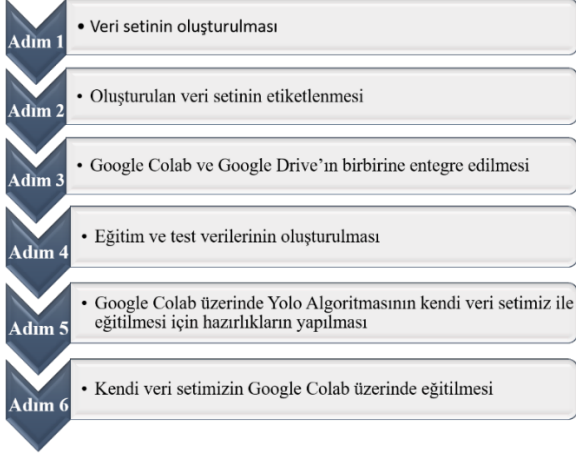 Adım 1
• Veri setinin oluşturulması
Adım 2
• Oluşturulan veri setinin etiketlenmesi
Adım 3
• Google Colab ve Google Drive’ın birbirine entegre edilmesi
Adım 4
• Eğitim ve test verilerinin oluşturulması
Adım 5
• Google Colab üzerinde Yolo Algoritmasının kendi veri setimiz ile
eğitilmesi için hazırlıkların yapılması
Adım 6
• Kendi veri setimizin Google Colab üzerinde eğitilmesi